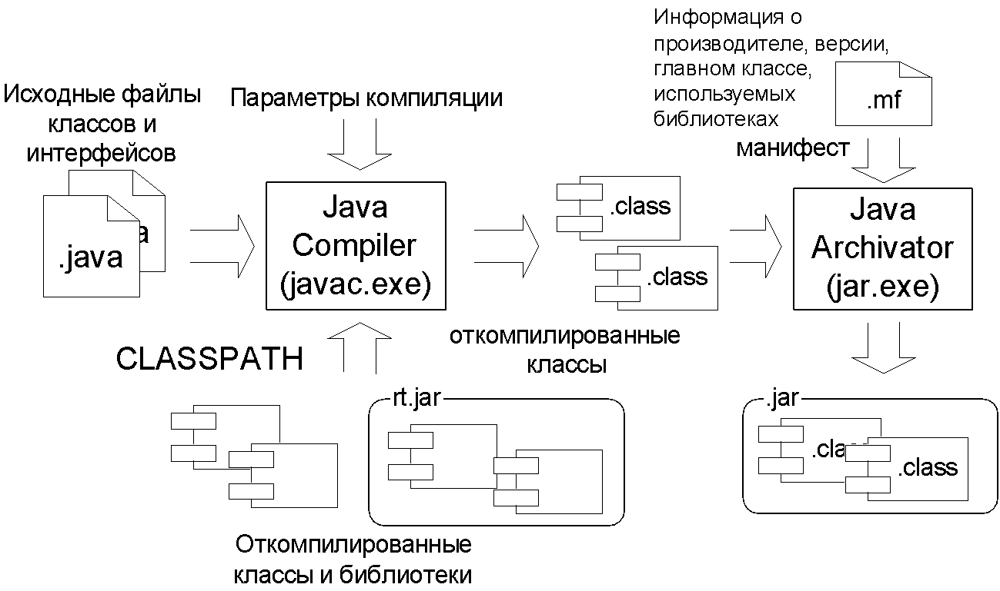 Информация о
производителе, версии,
главном классе,
используемых
библиотеках
.mf
манифест
Исходные файлы
классов и
интерфейсов
.java
a
Параметры компиляции
Java
Compiler
(javac.exe)
.class
.class
откомпилированные
классы
Java
Archivator
(jar.exe)
CLASSPATH
rt.jar
Откомпилированные
классы и библиотеки
.jar
.cla
.class